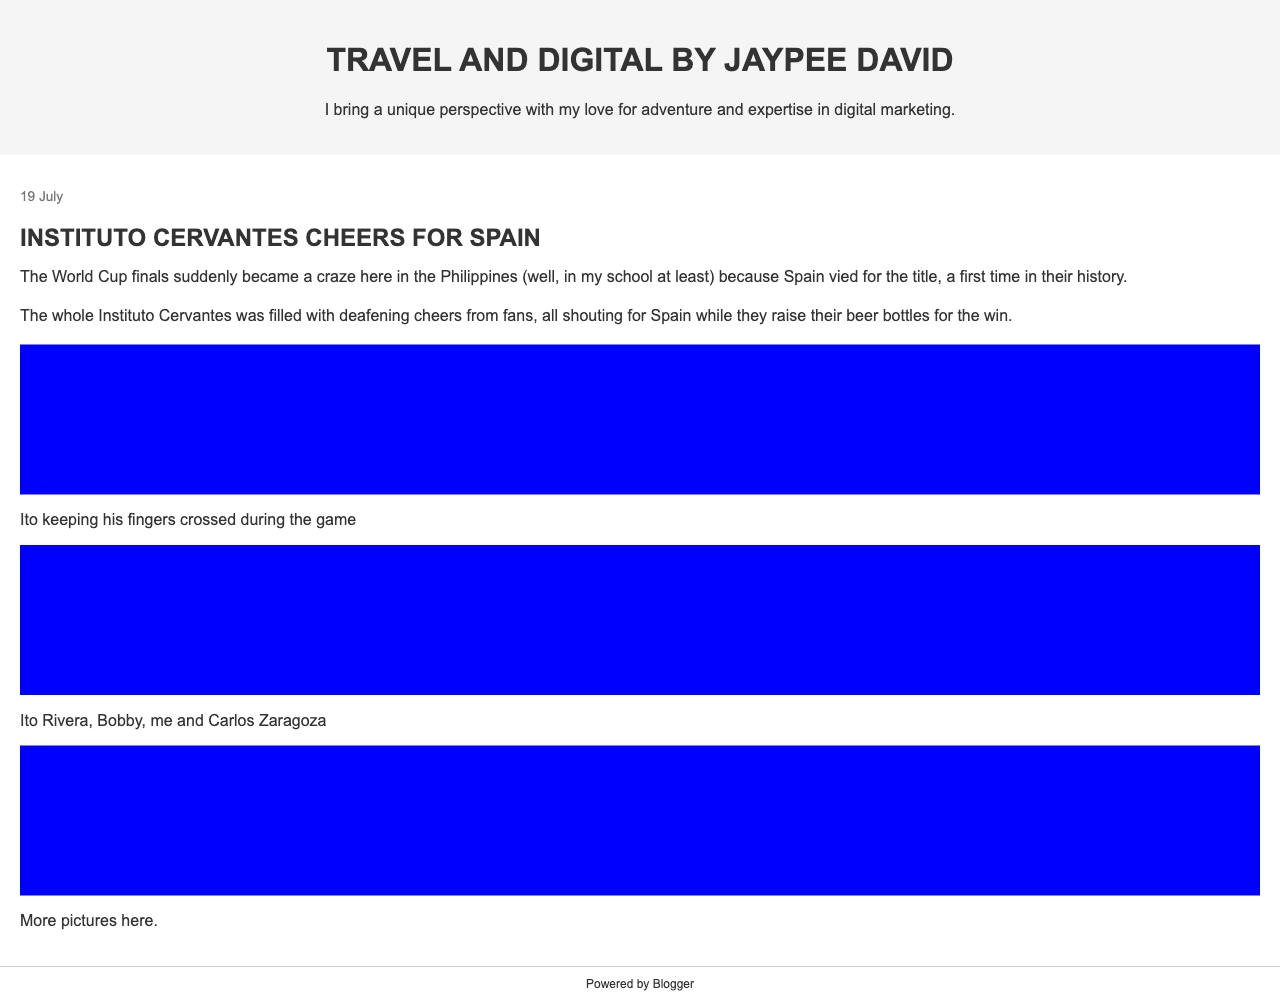 TRAVEL AND DIGITAL BY JAYPEE DAVID
I bring a unique perspective with my love for adventure and expertise in digital marketing.
19 July
INSTITUTO CERVANTES CHEERS FOR SPAIN
The World Cup finals suddenly became a craze here in the Philippines (well, in my school at least) because Spain vied for the title, a first time in their history.
The whole Instituto Cervantes was filled with deafening cheers from fans, all shouting for Spain while they raise their beer bottles for the win.
Ito keeping his fingers crossed during the game
Ito Rivera, Bobby, me and Carlos Zaragoza
More pictures here.
Powered by Blogger